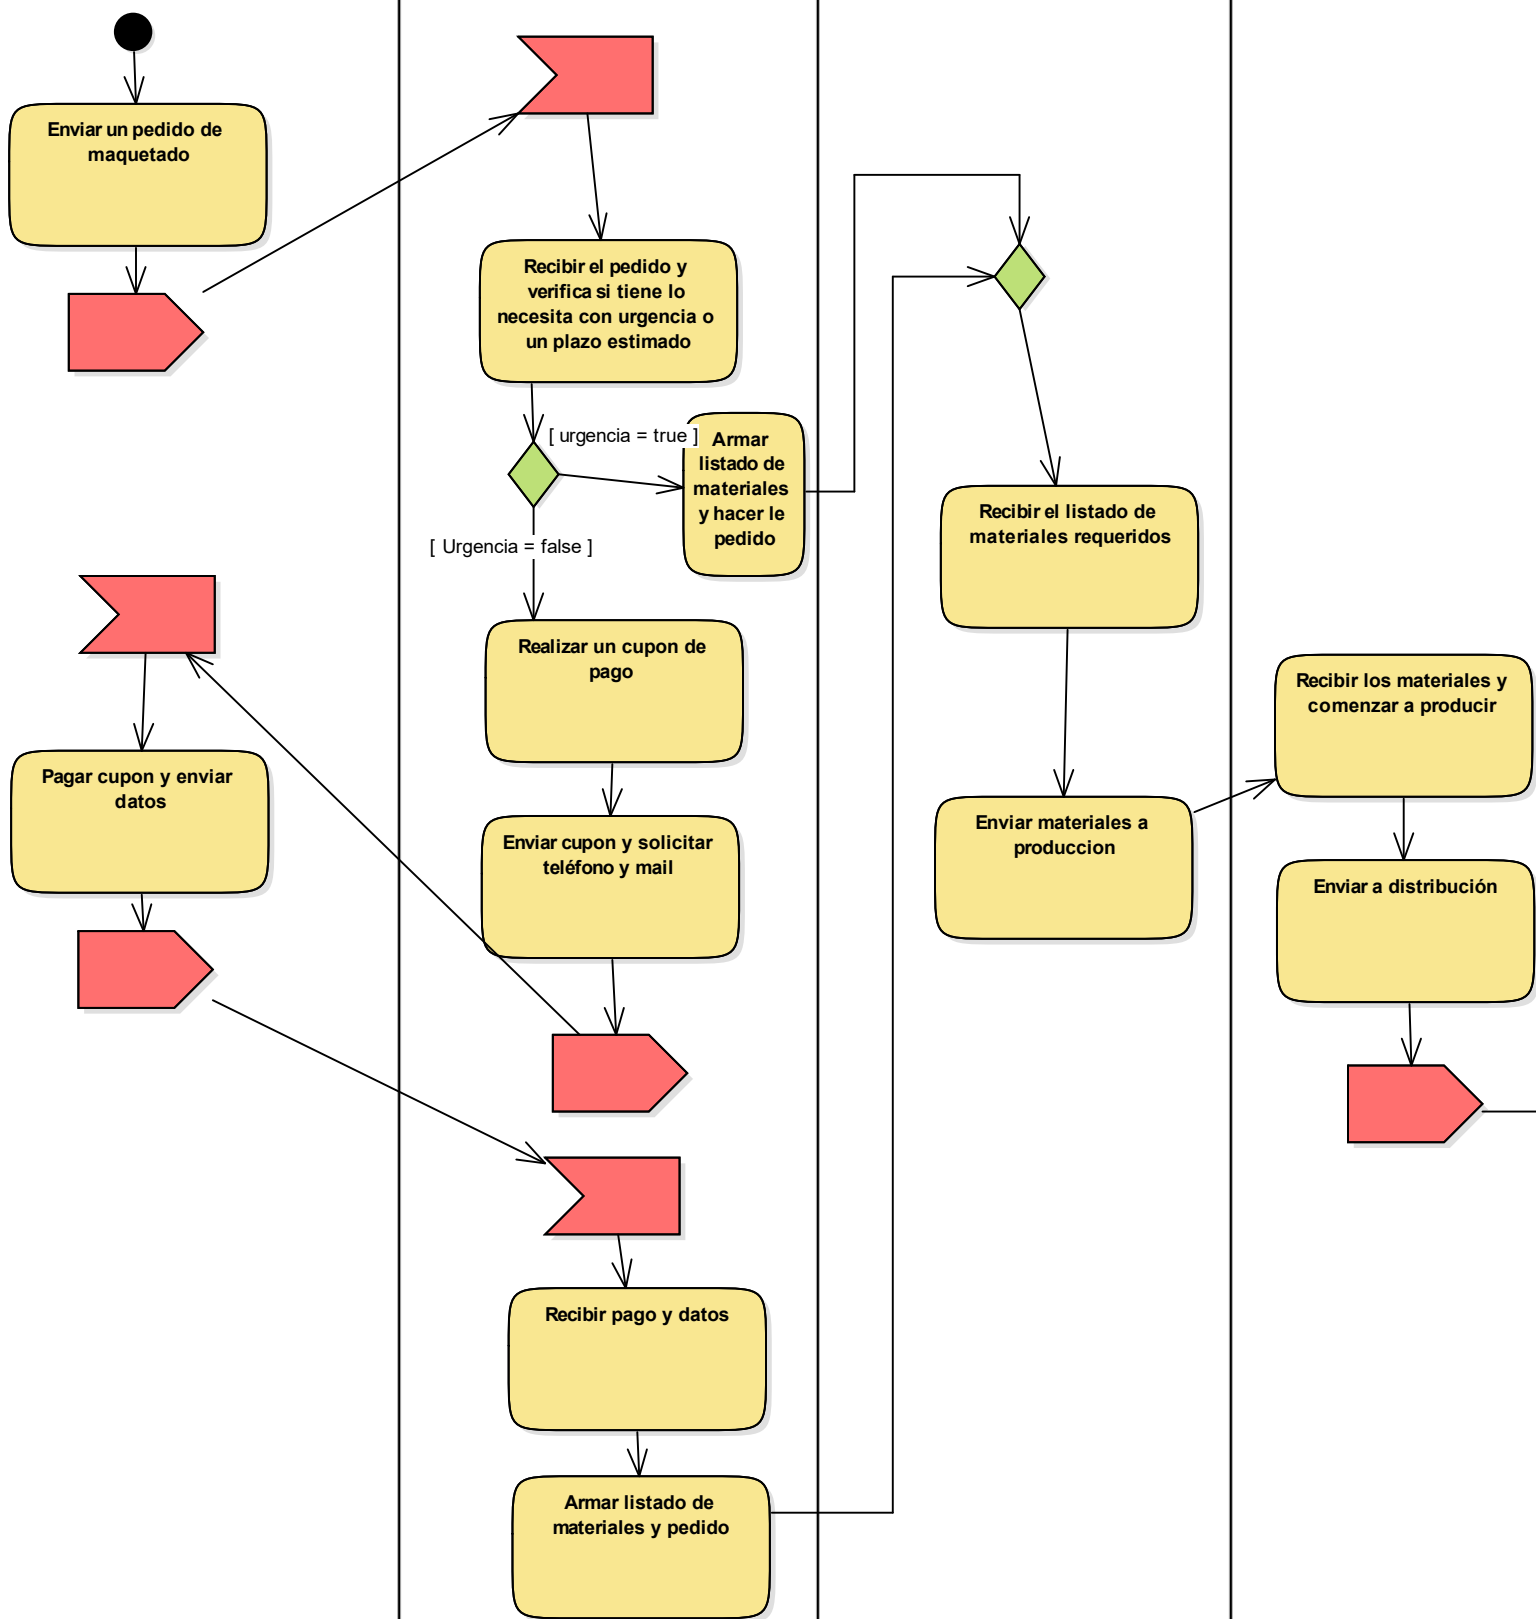 Enviar un pedido de
maquetado
Recibir el pedido y
verifica si tiene lo
necesita con urgencia o
un plazo estimado
[ urgencia = true ]
Armar
listado de
materiales
y hacer le
pedido
[ Urgencia = false ]
Realizar un cupon de
pago
Enviar cupon y solicitar
teléfono y mail
Pagar cupon y enviar
datos
Recibir pago y datos
Armar listado de
materiales y pedido
Recibir el listado de
materiales requeridos
Enviar materiales a
produccion
Recibir los materiales y
comenzar a producir
Enviar a distribución